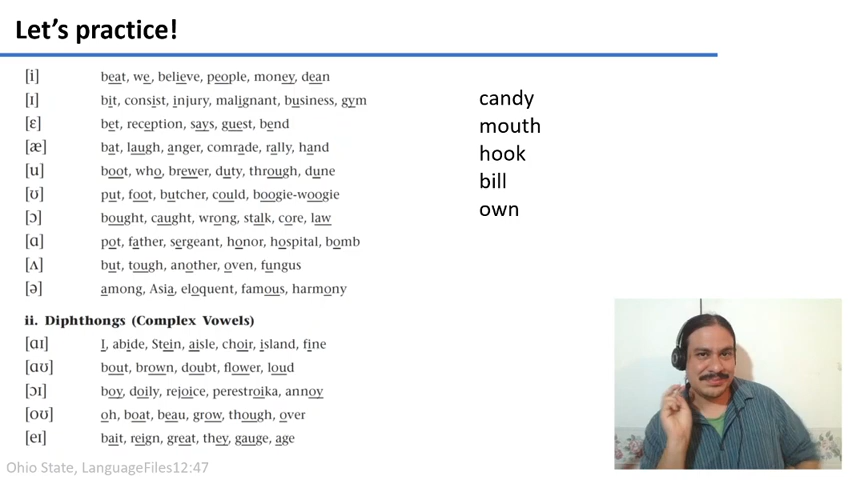 Let's practice!
[i] beat, we, believe, people, money, dean
[ɪ] bit, consist, injury, malignant, business, gym
[ɛ] bet, reception, says, guest, bend
[æ] bat, laugh, anger, comrade, rally, hand
[u] boot, who, brewer, duty, through, dune
[ʊ] put, foot, butcher, could, boogie-woogie
[ɔ] bought, caught, wrong, stalk, core, law
[ɑ] pot, father, sergeant, honor, hospital, bomb
[ʌ] but, tough, another, oven, fungus
[ə] among, Asia, eloquent, famous, harmony
ii. Diphthongs (Complex Vowels)
[ɑɪ] I, abide, Stein, aisle, choir, island, fine
[ɑʊ] bout, brown, doubt, flower, loud
[ɔɪ] boy, doily, rejoice, perestroika, annoy
[oʊ] oh, boat, beau, grow, though, over
[eɪ] bait, reign, great, they, gauge, age
candy
mouth
hook
bill
own
Ohio State, LanguageFiles12:47